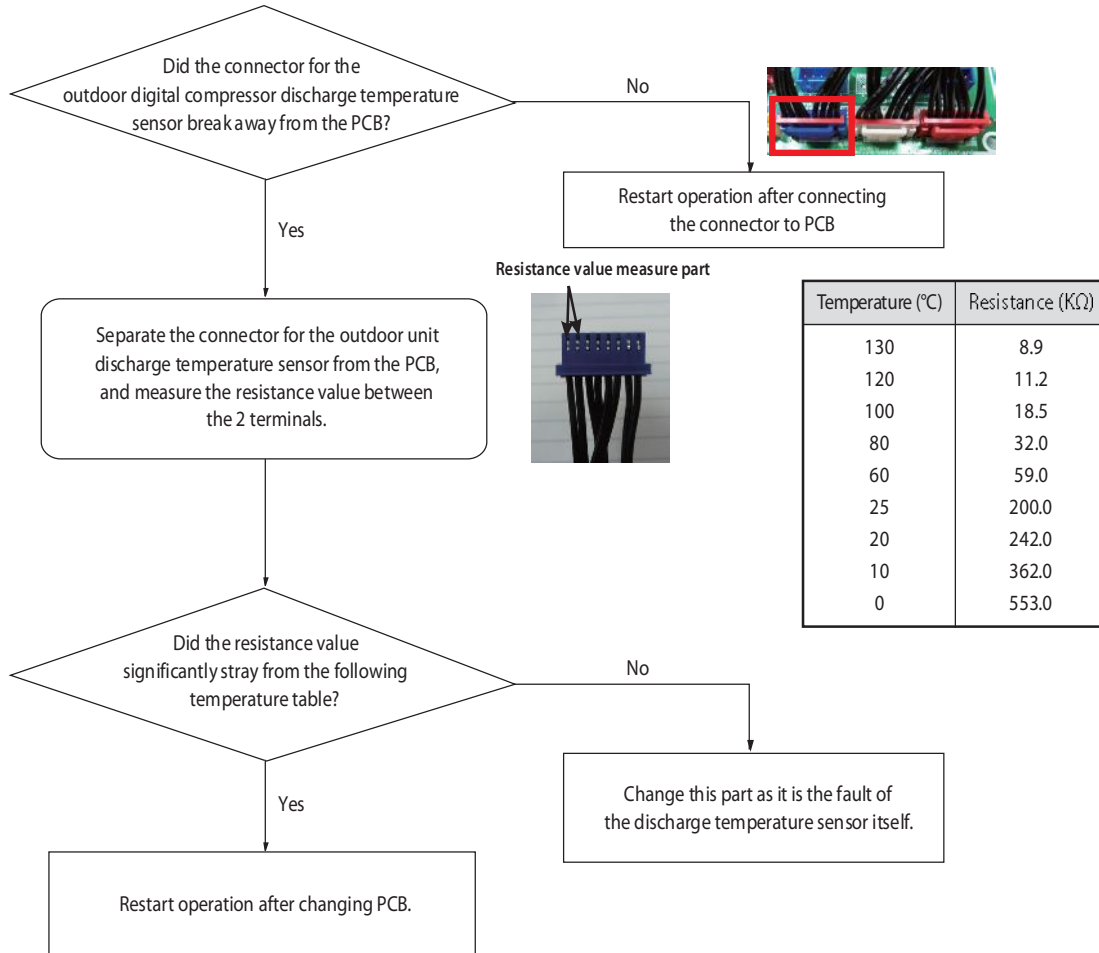 Did the connector for the
outdoor digital compressor discharge temperature
sensor break away from the PCB?
No
Restart operation after connecting
the connector to PCB
Yes
Resistance value measure part
Separate the connector for the outdoor unit
discharge temperature sensor from the PCB,
and measure the resistance value between
the 2 terminals.
Temperature (°C) Resistance (KΩ)
130 8.9
120 11.2
100 18.5
80 32.0
60 59.0
25 200.0
20 242.0
10 362.0
0 553.0
Did the resistance value
significantly stray from the following
temperature table?
No
Yes
Change this part as it is the fault of
the discharge temperature sensor itself.
Restart operation after changing PCB.